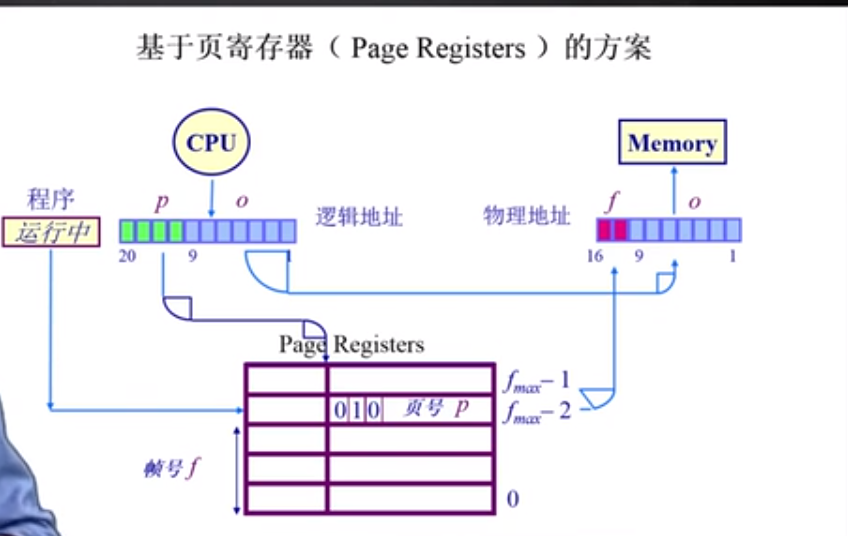 基于页寄存器（ Page Registers ）的方案
CPU
Memory
程序
运行中
p
o
逻辑地址
物理地址
f
o
20
9
1
16
9
1
Page Registers
f max – 1
0 1 0 页号 p
f max – 2
帧号 f
0